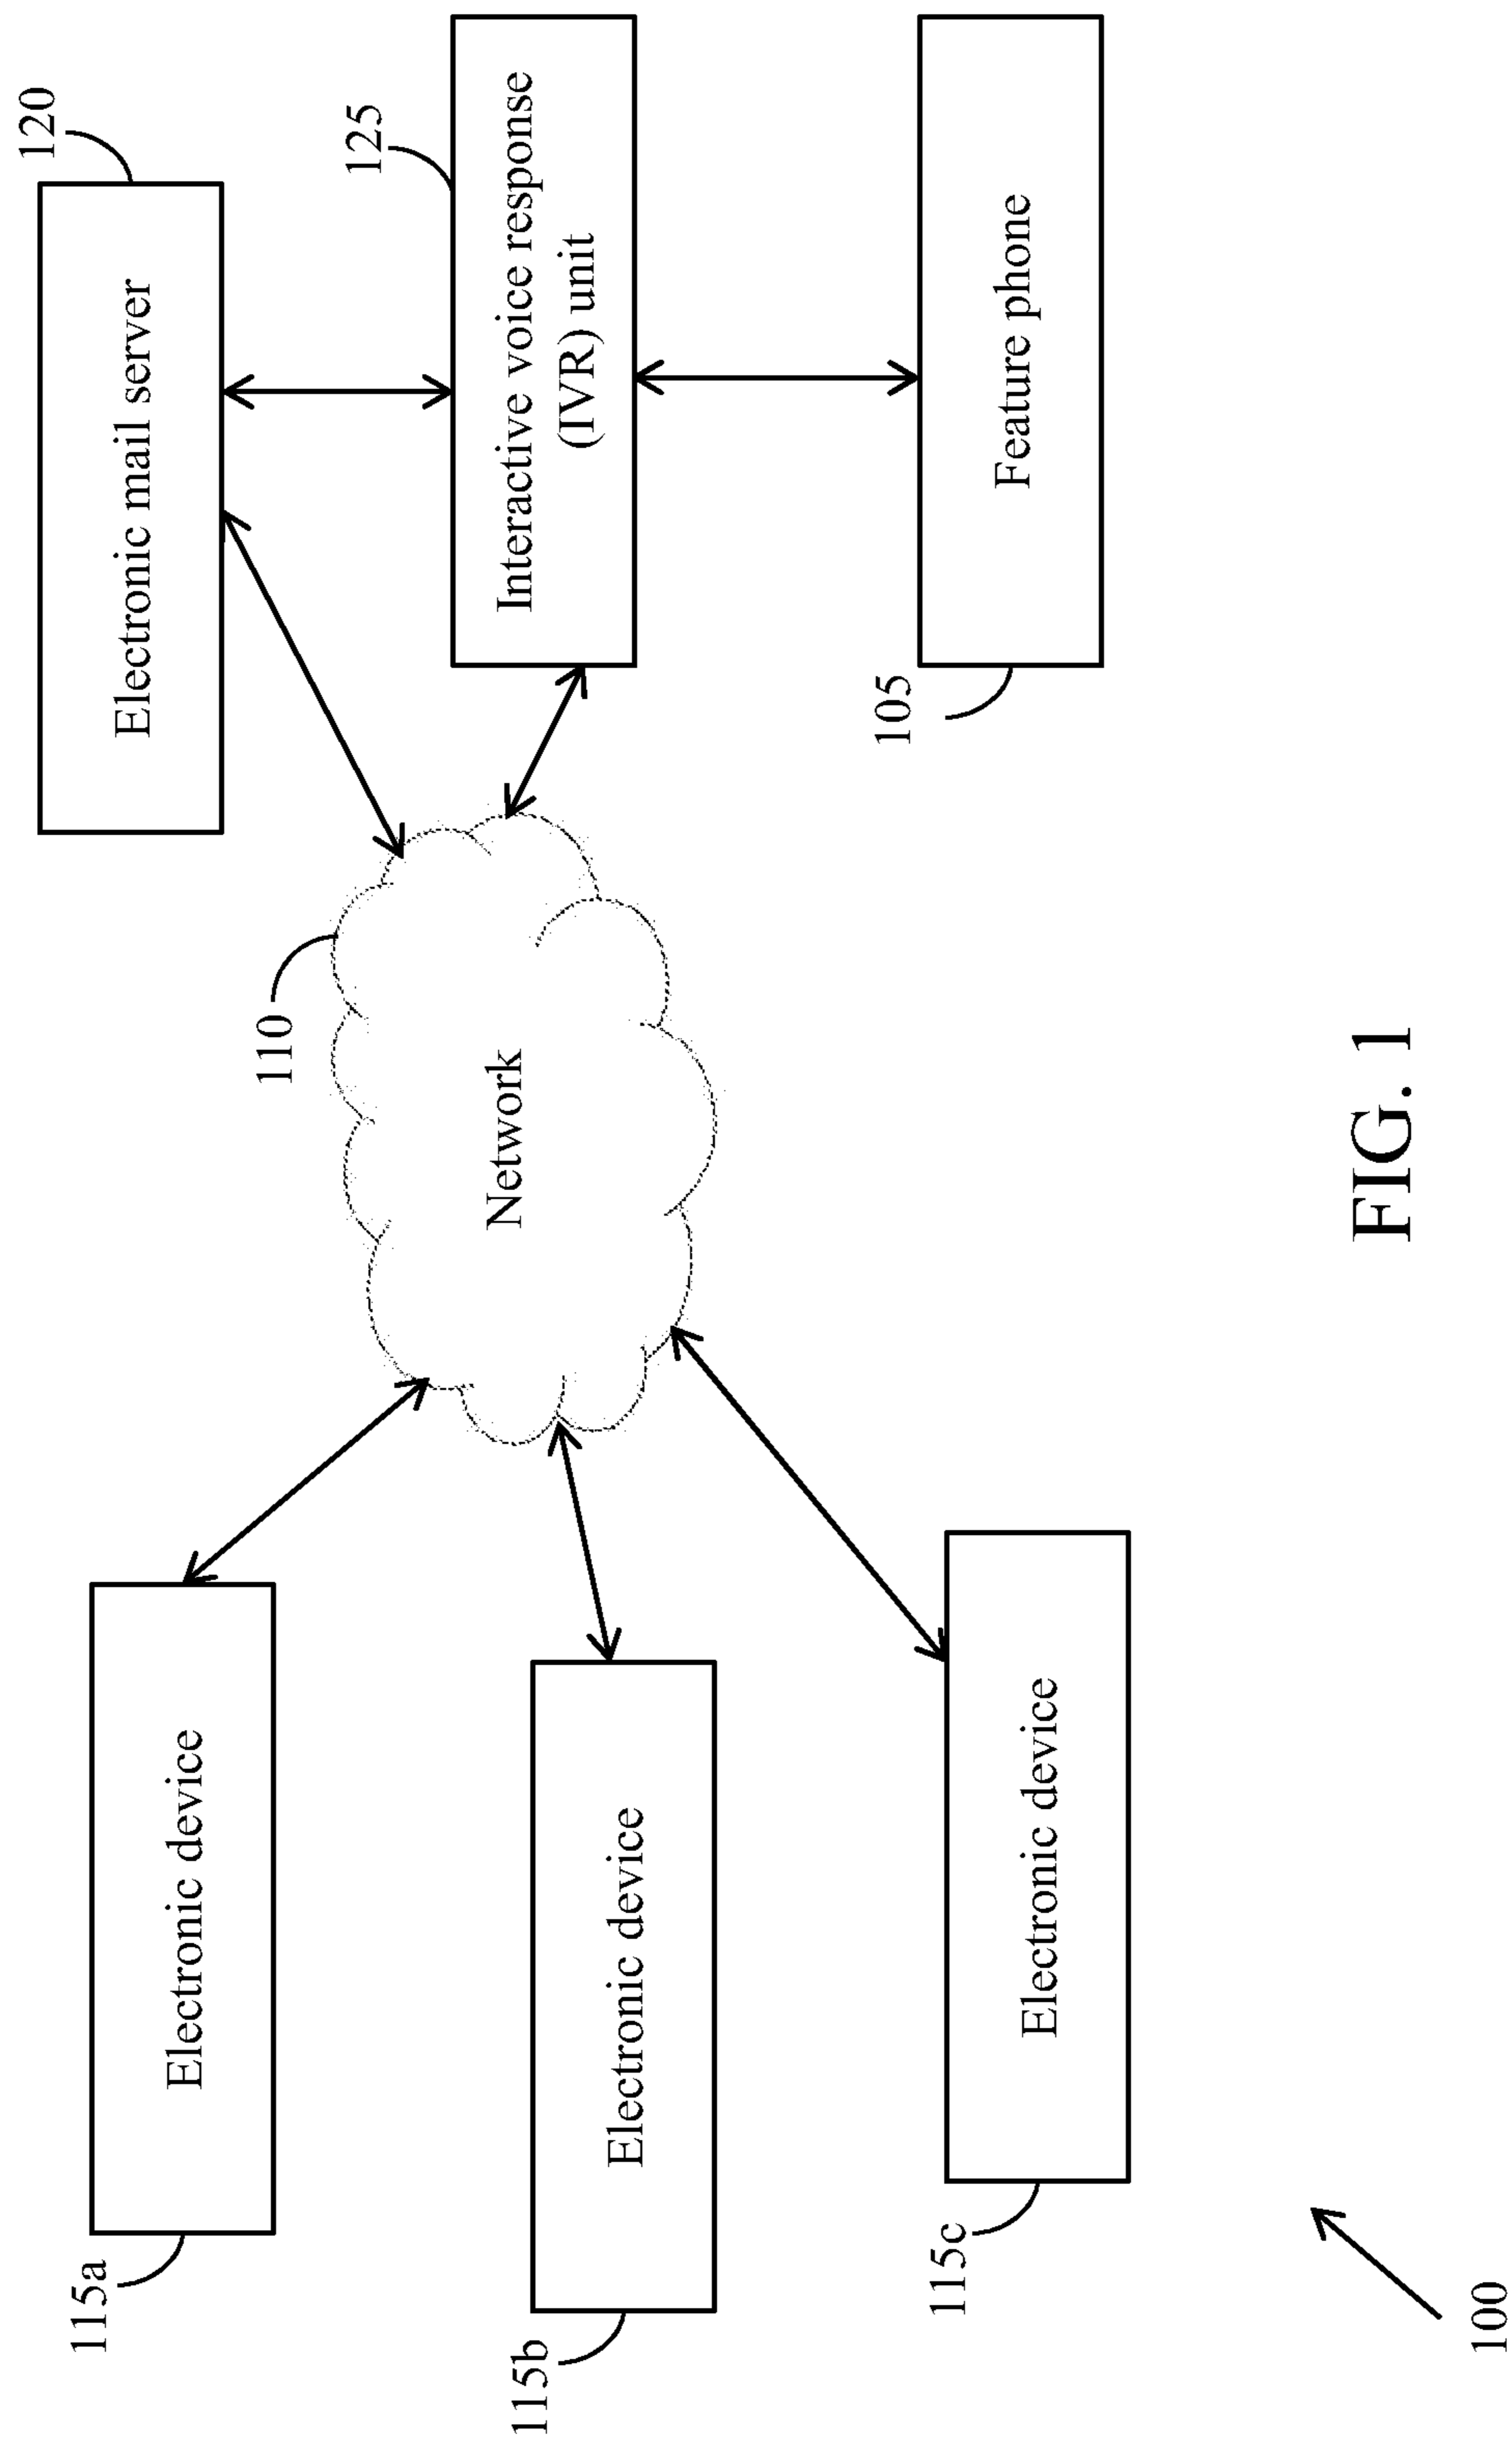 120
Electronic mail server
125
Interactive voice response
(IVR) unit
Feature phone
105
110
Network
Electronic device
115a
Electronic device
115b
Electronic device
115c
100
FIG. 1